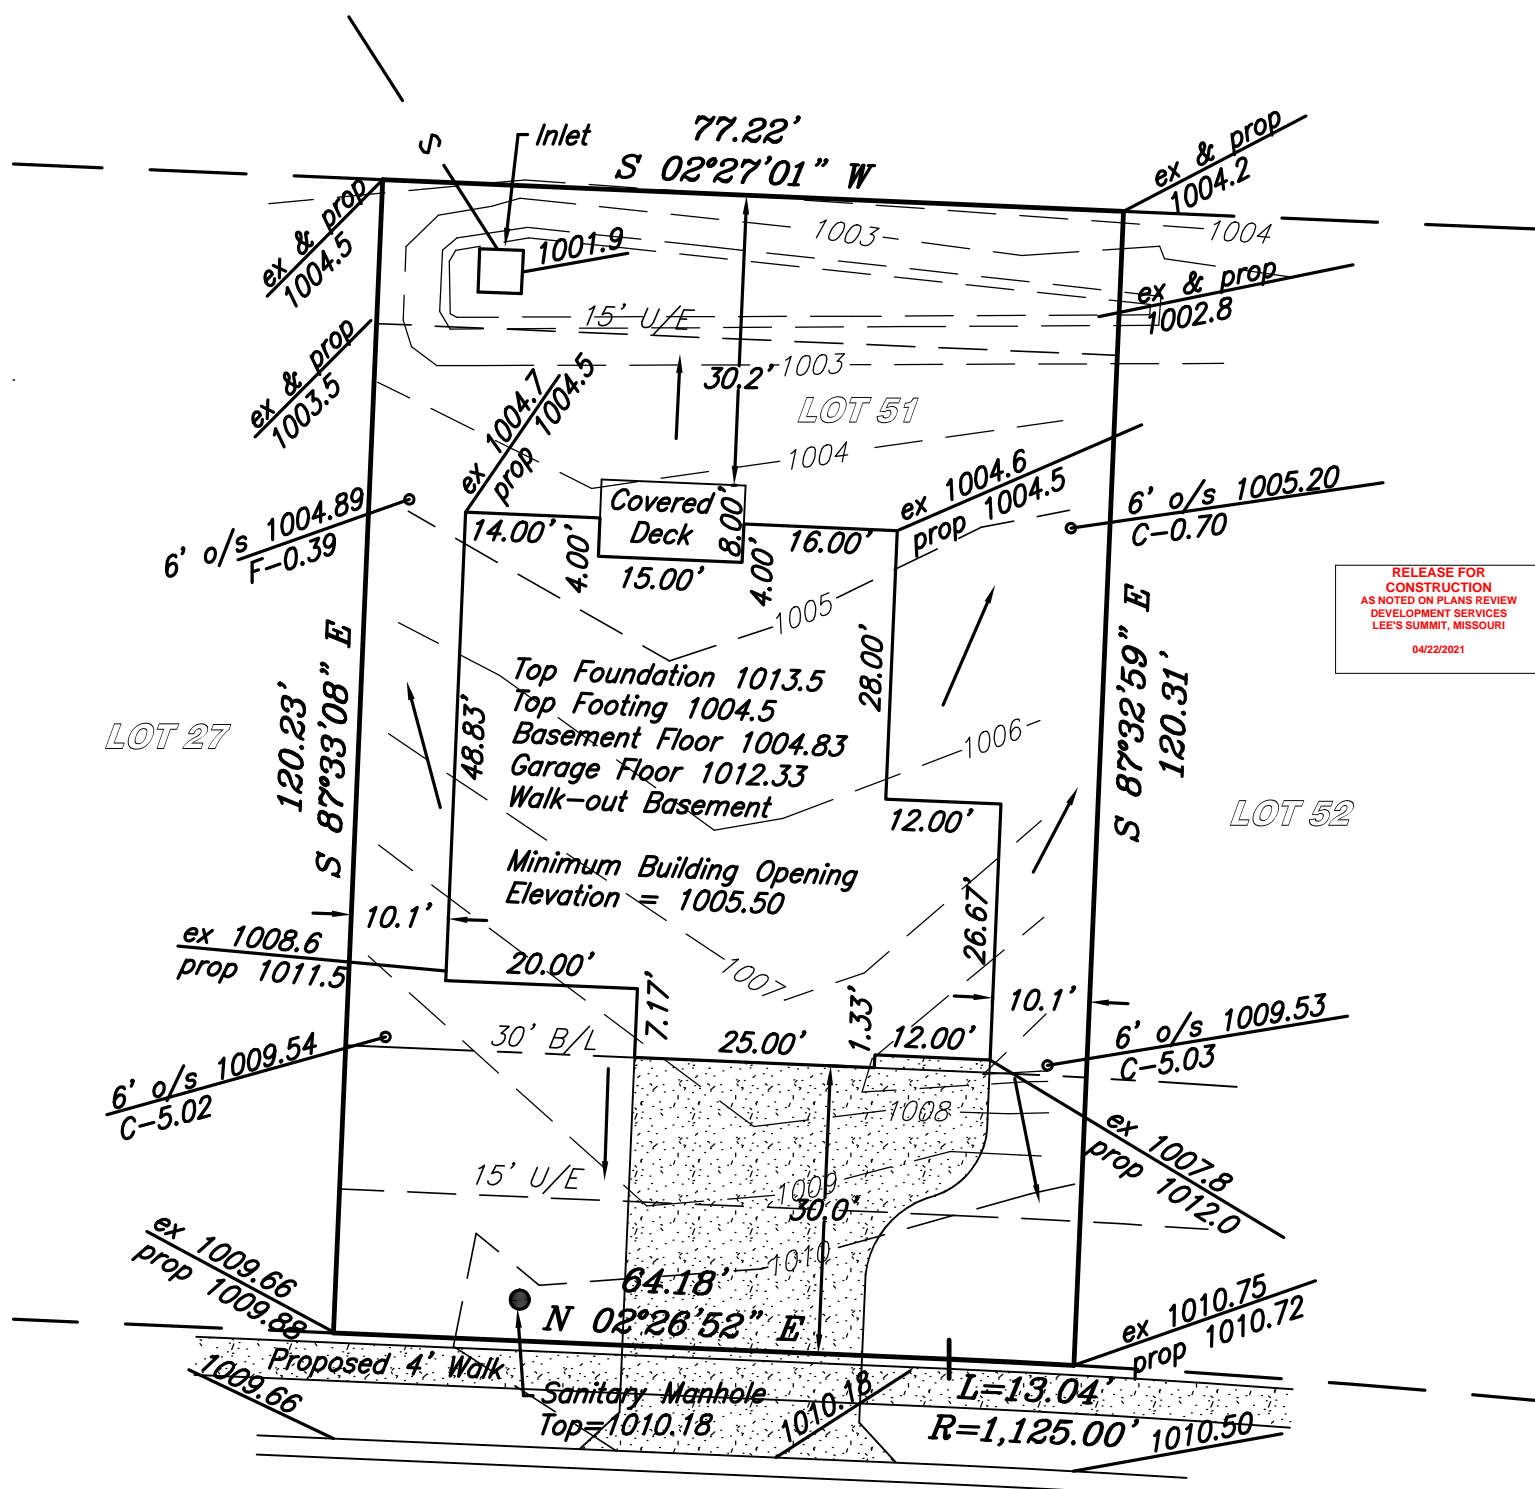 S
Inlet
77.22'
S 02°27'01" W
ex & prop
1004.2
ex & prop
1004.5
1001.9
1003
1004
ex & prop
1002.8
15' U/E
ex & prop
1003.5
30.2'
1003
LOT 51
ex 1004.7
prop 1004.5
1004
ex 1004.6
prop 1004.5
6' o/s 1004.89
F-0.39
6' o/s 1005.20
C-0.70
Covered
Deck
8.00'
14.00'
4.00'
15.00'
4.00'
16.00'
1005
RELEASE FOR
CONSTRUCTION
AS NOTED ON PLANS REVIEW
DEVELOPMENT SERVICES
LEE'S SUMMIT, MISSOURI
04/22/2021
120.23'
S 87°33'08" E
48.83'
Top Foundation 1013.5
Top Footing 1004.5
Basement Floor 1004.83
Garage Floor 1012.33
Walk-out Basement
28.00'
1006
S 87°32'59" E
120.31'
LOT 27
LOT 52
12.00'
Minimum Building Opening
Elevation = 1005.50
10.1'
26.67'
ex 1008.6
prop 1011.5
20.00'
1007
7.17'
1.33'
10.1'
30' B/L
25.00'
12.00'
6' o/s 1009.54
C-5.02
6' o/s 1009.53
C-5.03
1008
ex 1007.8
prop 1012.0
15' U/E
1009
30.0'
ex 1009.66
prop 1009.88
1010
64.18'
N 02°26'52" E
ex 1010.75
prop 1010.72
Proposed 4' Walk
1009.66
Sanitary Manhole
Top=1010.18
1010.18
L=13.04'
R=1,125.00'
1010.50